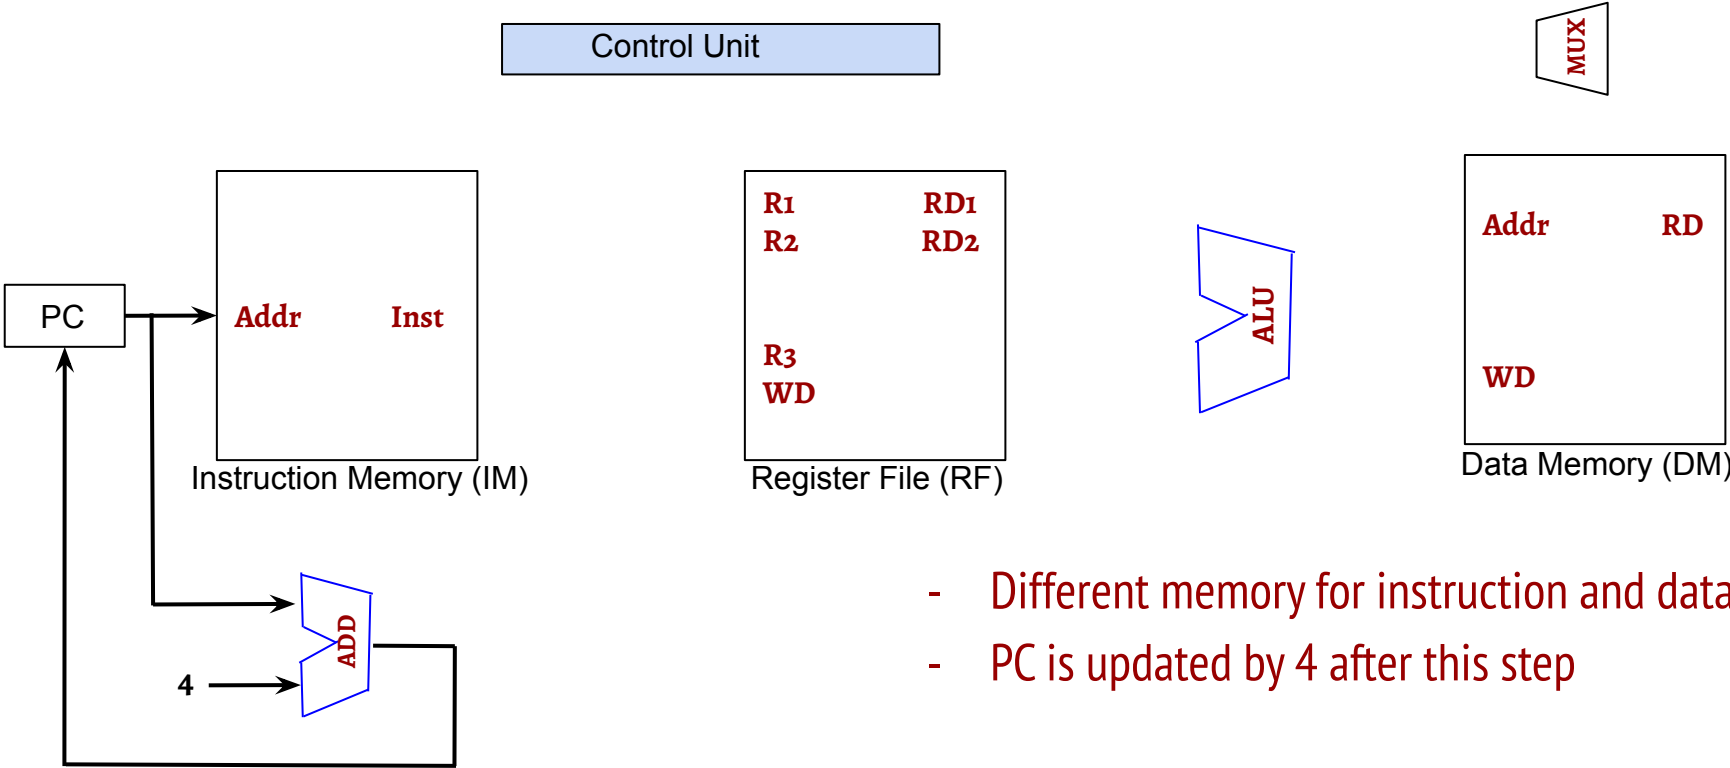 Control Unit
MUX
R1 RD1
R2 RD2
Addr RD
PC
Addr Inst
ALU
R3
WD
WD
Instruction Memory (IM)
Register File (RF)
Data Memory (DM)
- Different memory for instruction and data
ADD
- PC is updated by 4 after this step
4